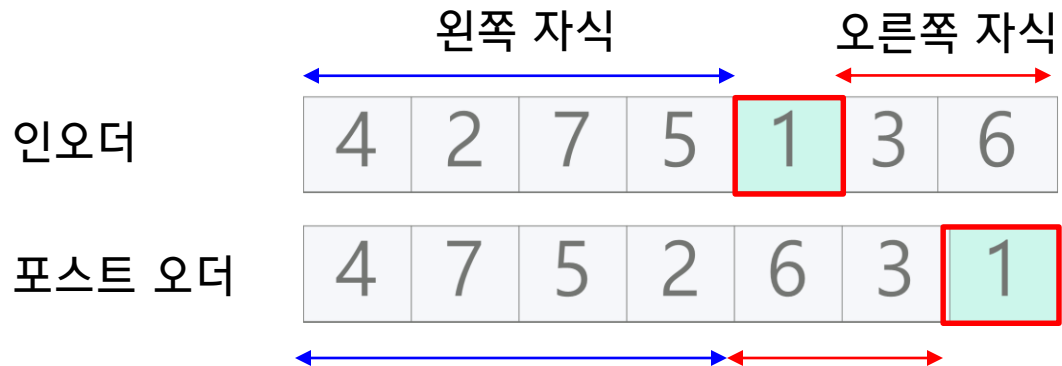 왼쪽 자식 오른쪽 자식
인오더 4 2 7 5 1 3 6
포스트 오더 4 7 5 2 6 3 1